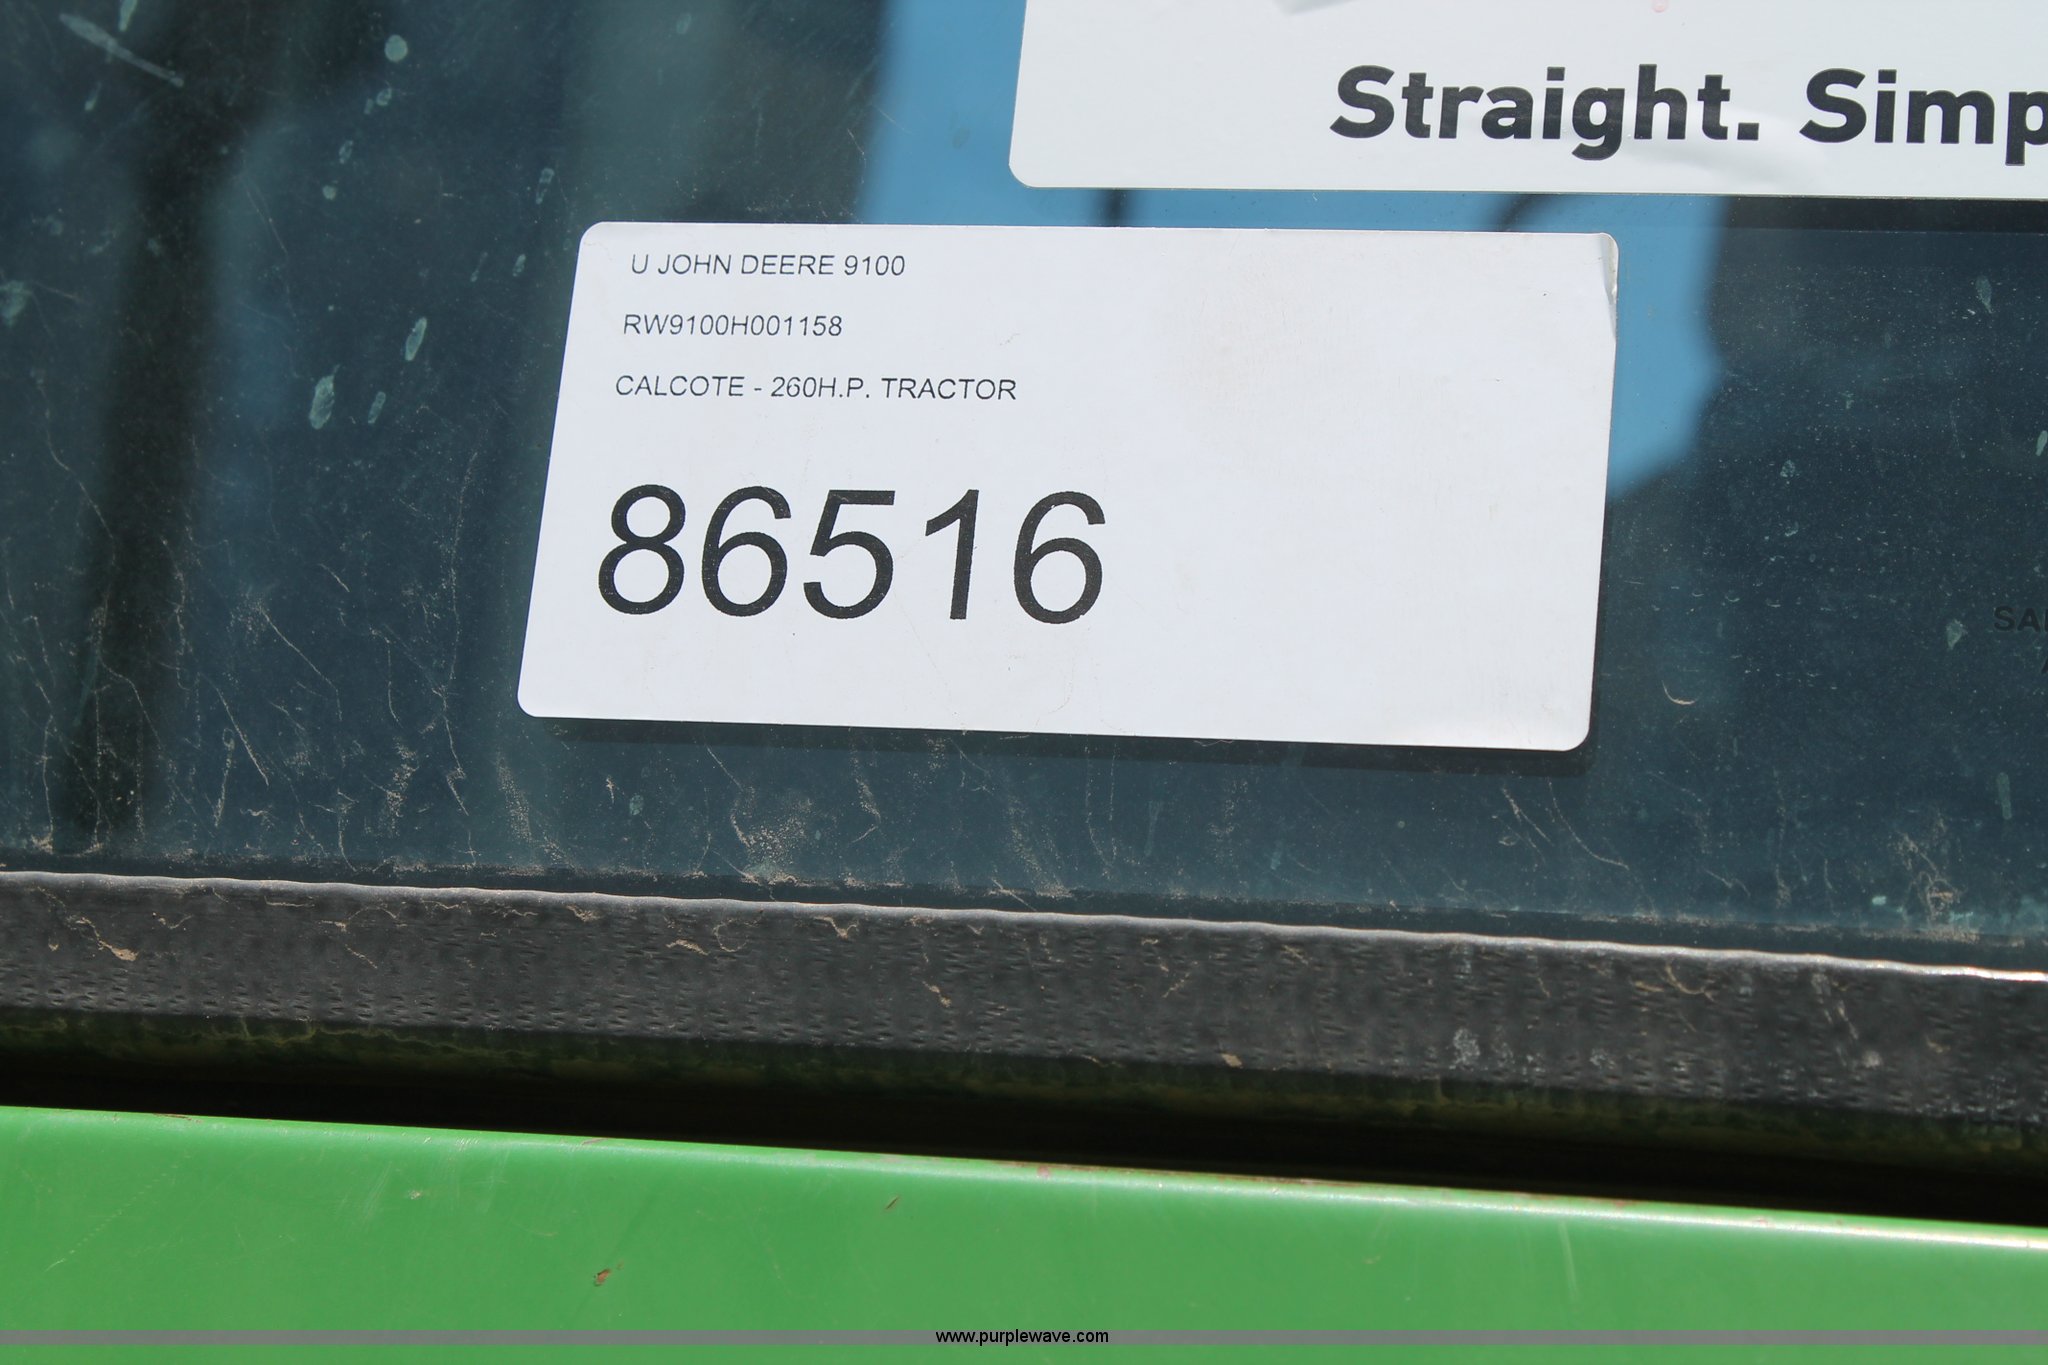 Straight. Simp
U JOHN DEERE 9100
RW9100H001158
CALCOTE - 260H.P. TRACTOR
86516
www.purplewave.com